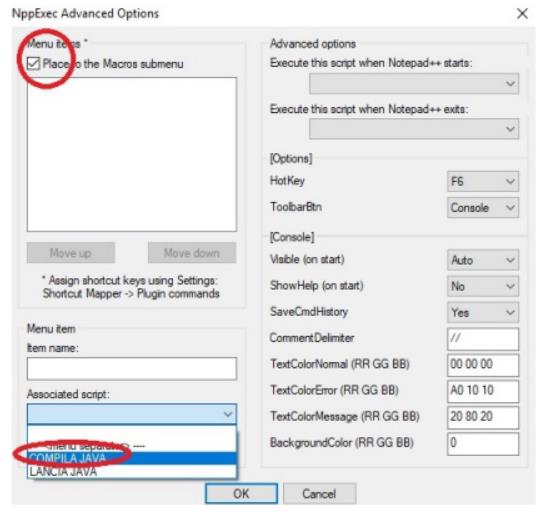 NppExec Advanced Options
Menu items *
Place to the Macros submenu
Move up Move down
* Assign shortcut keys using Settings:
Shortcut Mapper -> Plugin commands
Menu item
Item name:
Associated script:
---- <menu separator> ----
COMPILA JAVA
LANCIA JAVA
Advanced options
Execute this script when Notepad++ starts:
Execute this script when Notepad++ exits:
[Options]
HotKey F6
ToolbarBtn Console
[Console]
Visible (on start) Auto
ShowHelp (on start) No
SaveCmdHistory Yes
CommentDelimiter //
TextColorNormal (RR GG BB) 00 00 00
TextColorError (RR GG BB) A0 10 10
TextColorMessage (RR GG BB) 20 80 20
BackgroundColor (RR GG BB) 0
OK Cancel